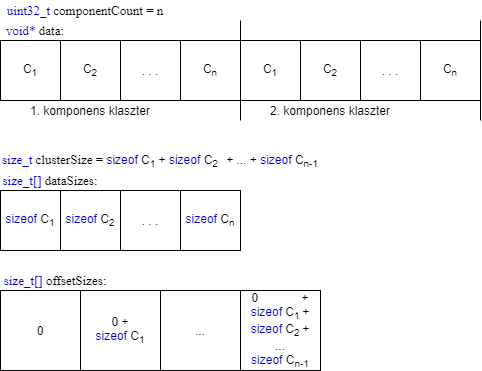 uint32_t componentCount = n
void* data:
C1 C2 . . . Cn C1 C2 . . . Cn
1. komponens klaszter 2. komponens klaszter
size_t clusterSize = sizeof C1 + sizeof C2 + ... + sizeof Cn-1
size_t[] dataSizes:
sizeof C1 sizeof C2 . . . sizeof Cn
size_t[] offsetSizes:
0
0 +
sizeof C1
...
0 +
sizeof C1 +
sizeof C2 +
...
sizeof Cn-1